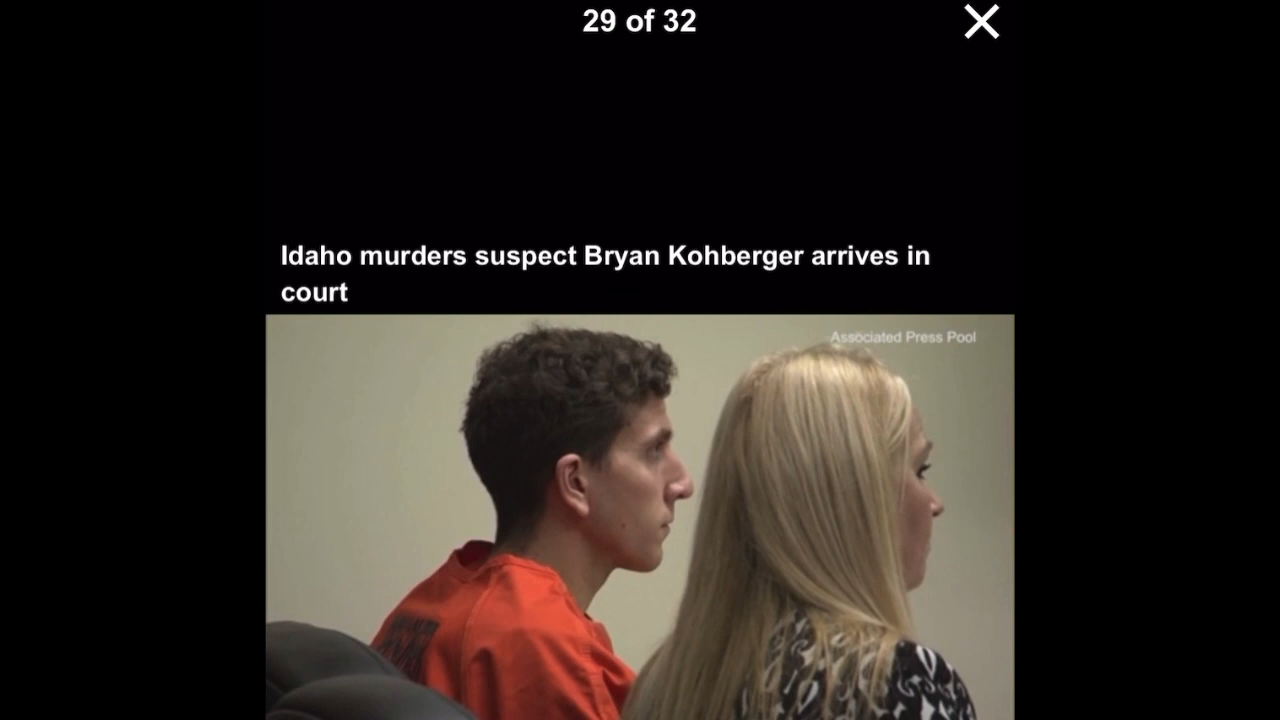 29 of 32
Idaho murders suspect Bryan Kohberger arrives in
court
Associated Press Pool